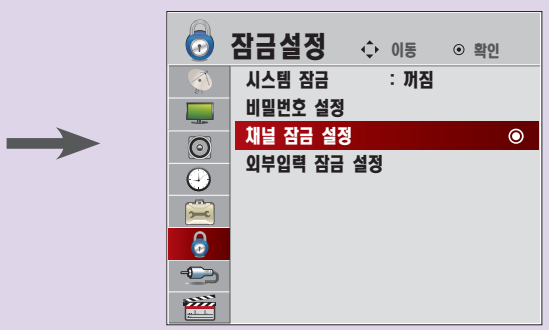 잠금설정 이동 확인
시스템 잠금 : 꺼짐
비밀번호 설정
채널 잠금 설정
외부입력 잠금 설정